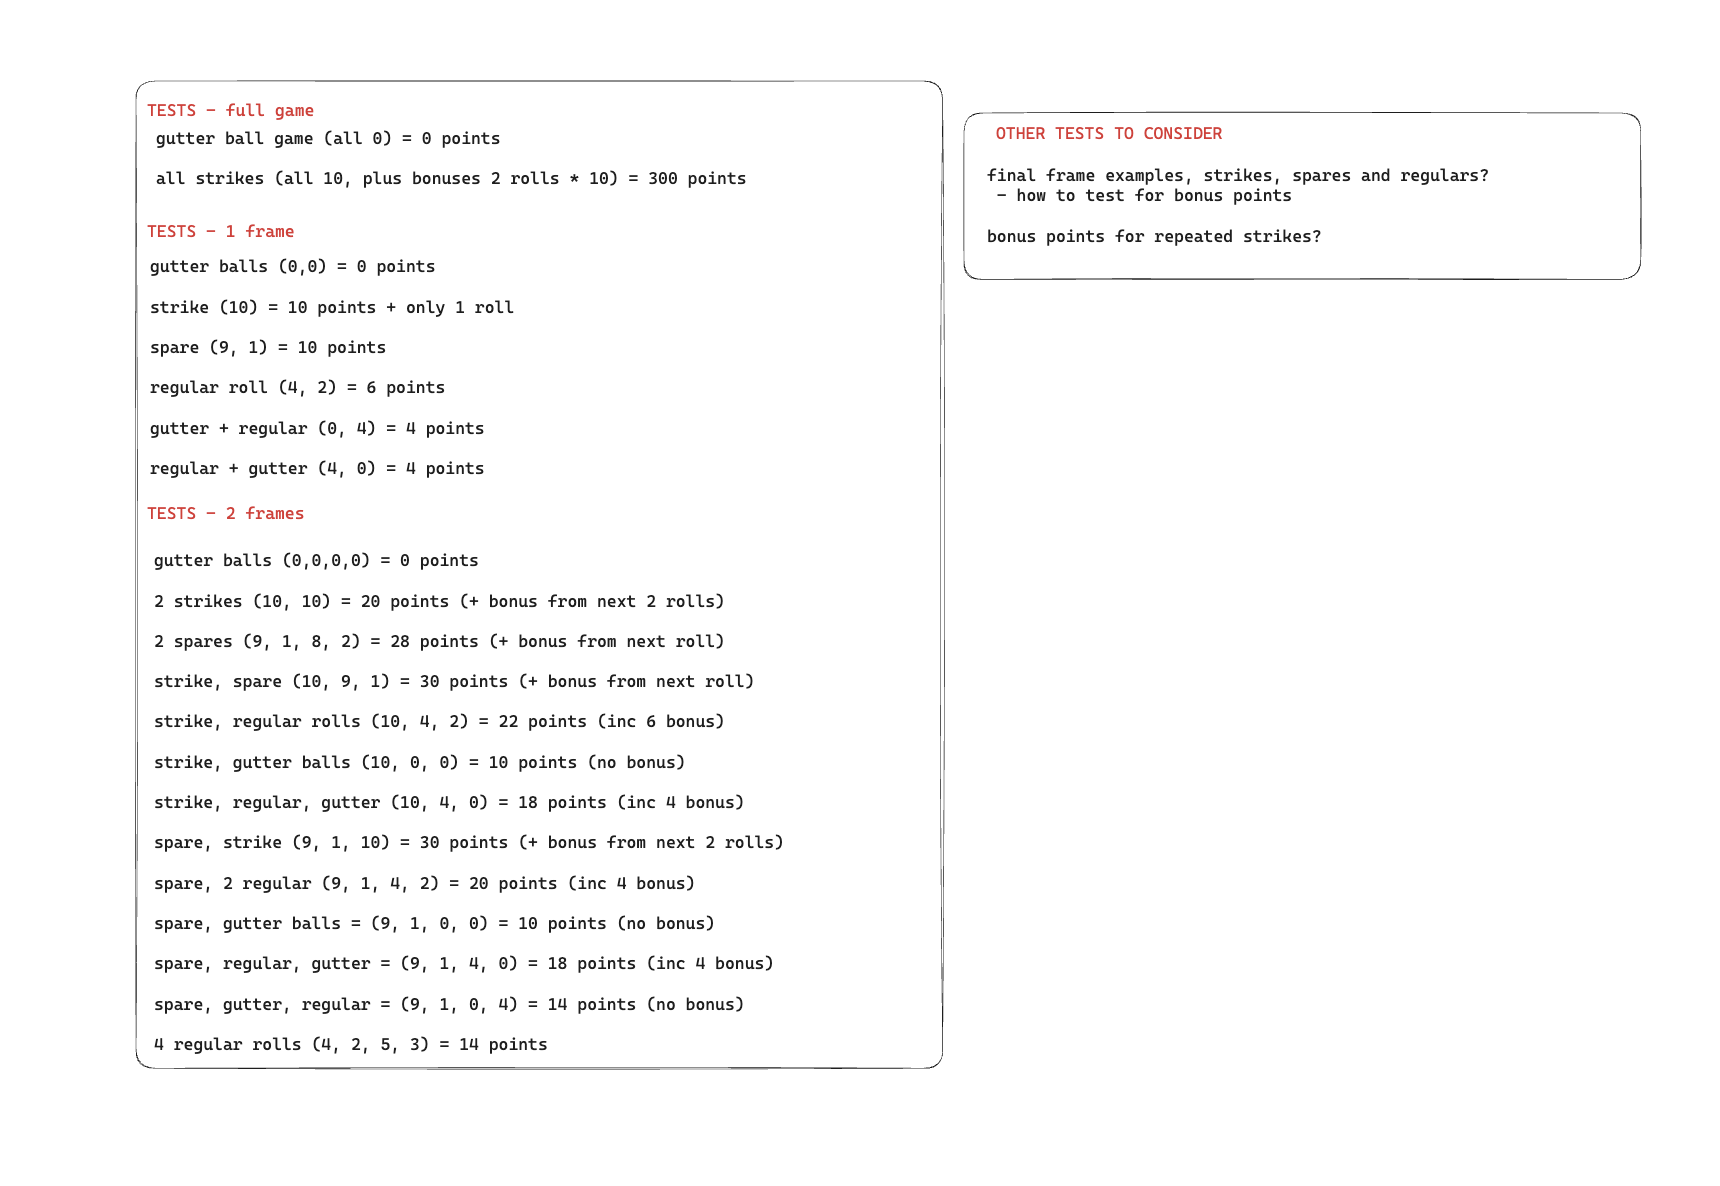 TESTS - full game
gutter ball game (all 0) = 0 points
all strikes (all 10, plus bonuses 2 rolls * 10) = 300 points
TESTS - 1 frame
gutter balls (0,0) = 0 points
strike (10) = 10 points + only 1 roll
spare (9, 1) = 10 points
regular roll (4, 2) = 6 points
gutter + regular (0, 4) = 4 points
regular + gutter (4, 0) = 4 points
TESTS - 2 frames
gutter balls (0,0,0,0) = 0 points
2 strikes (10, 10) = 20 points (+ bonus from next 2 rolls)
2 spares (9, 1, 8, 2) = 28 points (+ bonus from next roll)
strike, spare (10, 9, 1) = 30 points (+ bonus from next roll)
strike, regular rolls (10, 4, 2) = 22 points (inc 6 bonus)
strike, gutter balls (10, 0, 0) = 10 points (no bonus)
strike, regular, gutter (10, 4, 0) = 18 points (inc 4 bonus)
spare, strike (9, 1, 10) = 30 points (+ bonus from next 2 rolls)
spare, 2 regular (9, 1, 4, 2) = 20 points (inc 4 bonus)
spare, gutter balls = (9, 1, 0, 0) = 10 points (no bonus)
spare, regular, gutter = (9, 1, 4, 0) = 18 points (inc 4 bonus)
spare, gutter, regular = (9, 1, 0, 4) = 14 points (no bonus)
4 regular rolls (4, 2, 5, 3) = 14 points
OTHER TESTS TO CONSIDER
final frame examples, strikes, spares and regulars?
- how to test for bonus points
bonus points for repeated strikes?